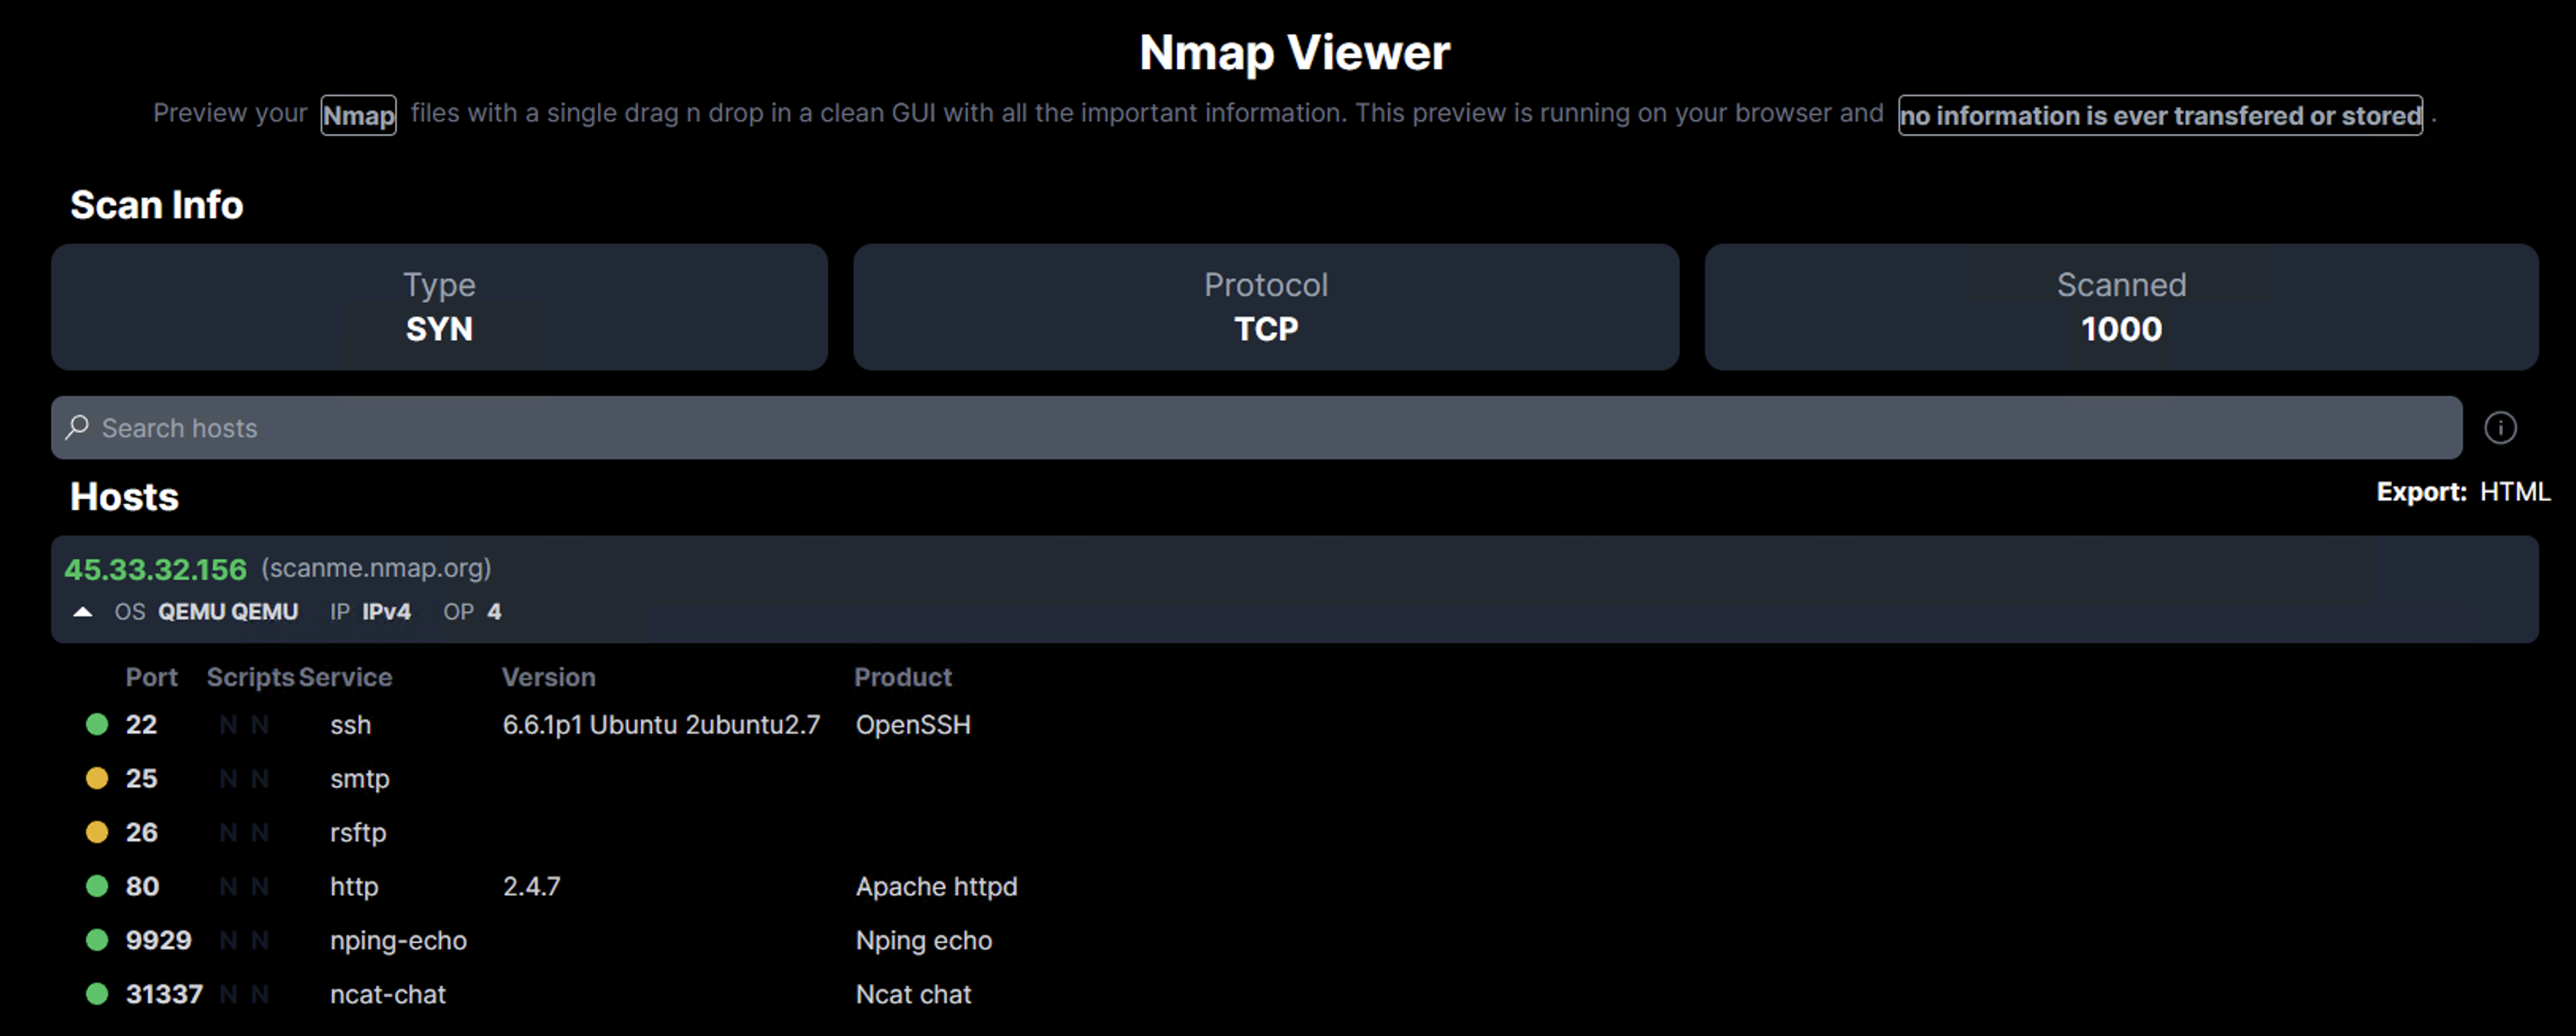 Nmap Viewer
Preview your Nmap files with a single drag n drop in a clean GUI with all the important information. This preview is running on your browser and no information is ever transfered or stored .
Scan Info
Type
SYN
Protocol
TCP
Scanned
1000
Search hosts
Hosts
Export: HTML
45.33.32.156 (scanme.nmap.org)
OS QEMU QEMU IP IPv4 OP 4
Port Scripts Service Version Product
22 N N ssh 6.6.1p1 Ubuntu 2ubuntu2.7 OpenSSH
25 N N smtp
26 N N rsftp
80 N N http 2.4.7 Apache httpd
9929 N N nping-echo Nping echo
31337 N N ncat-chat Ncat chat